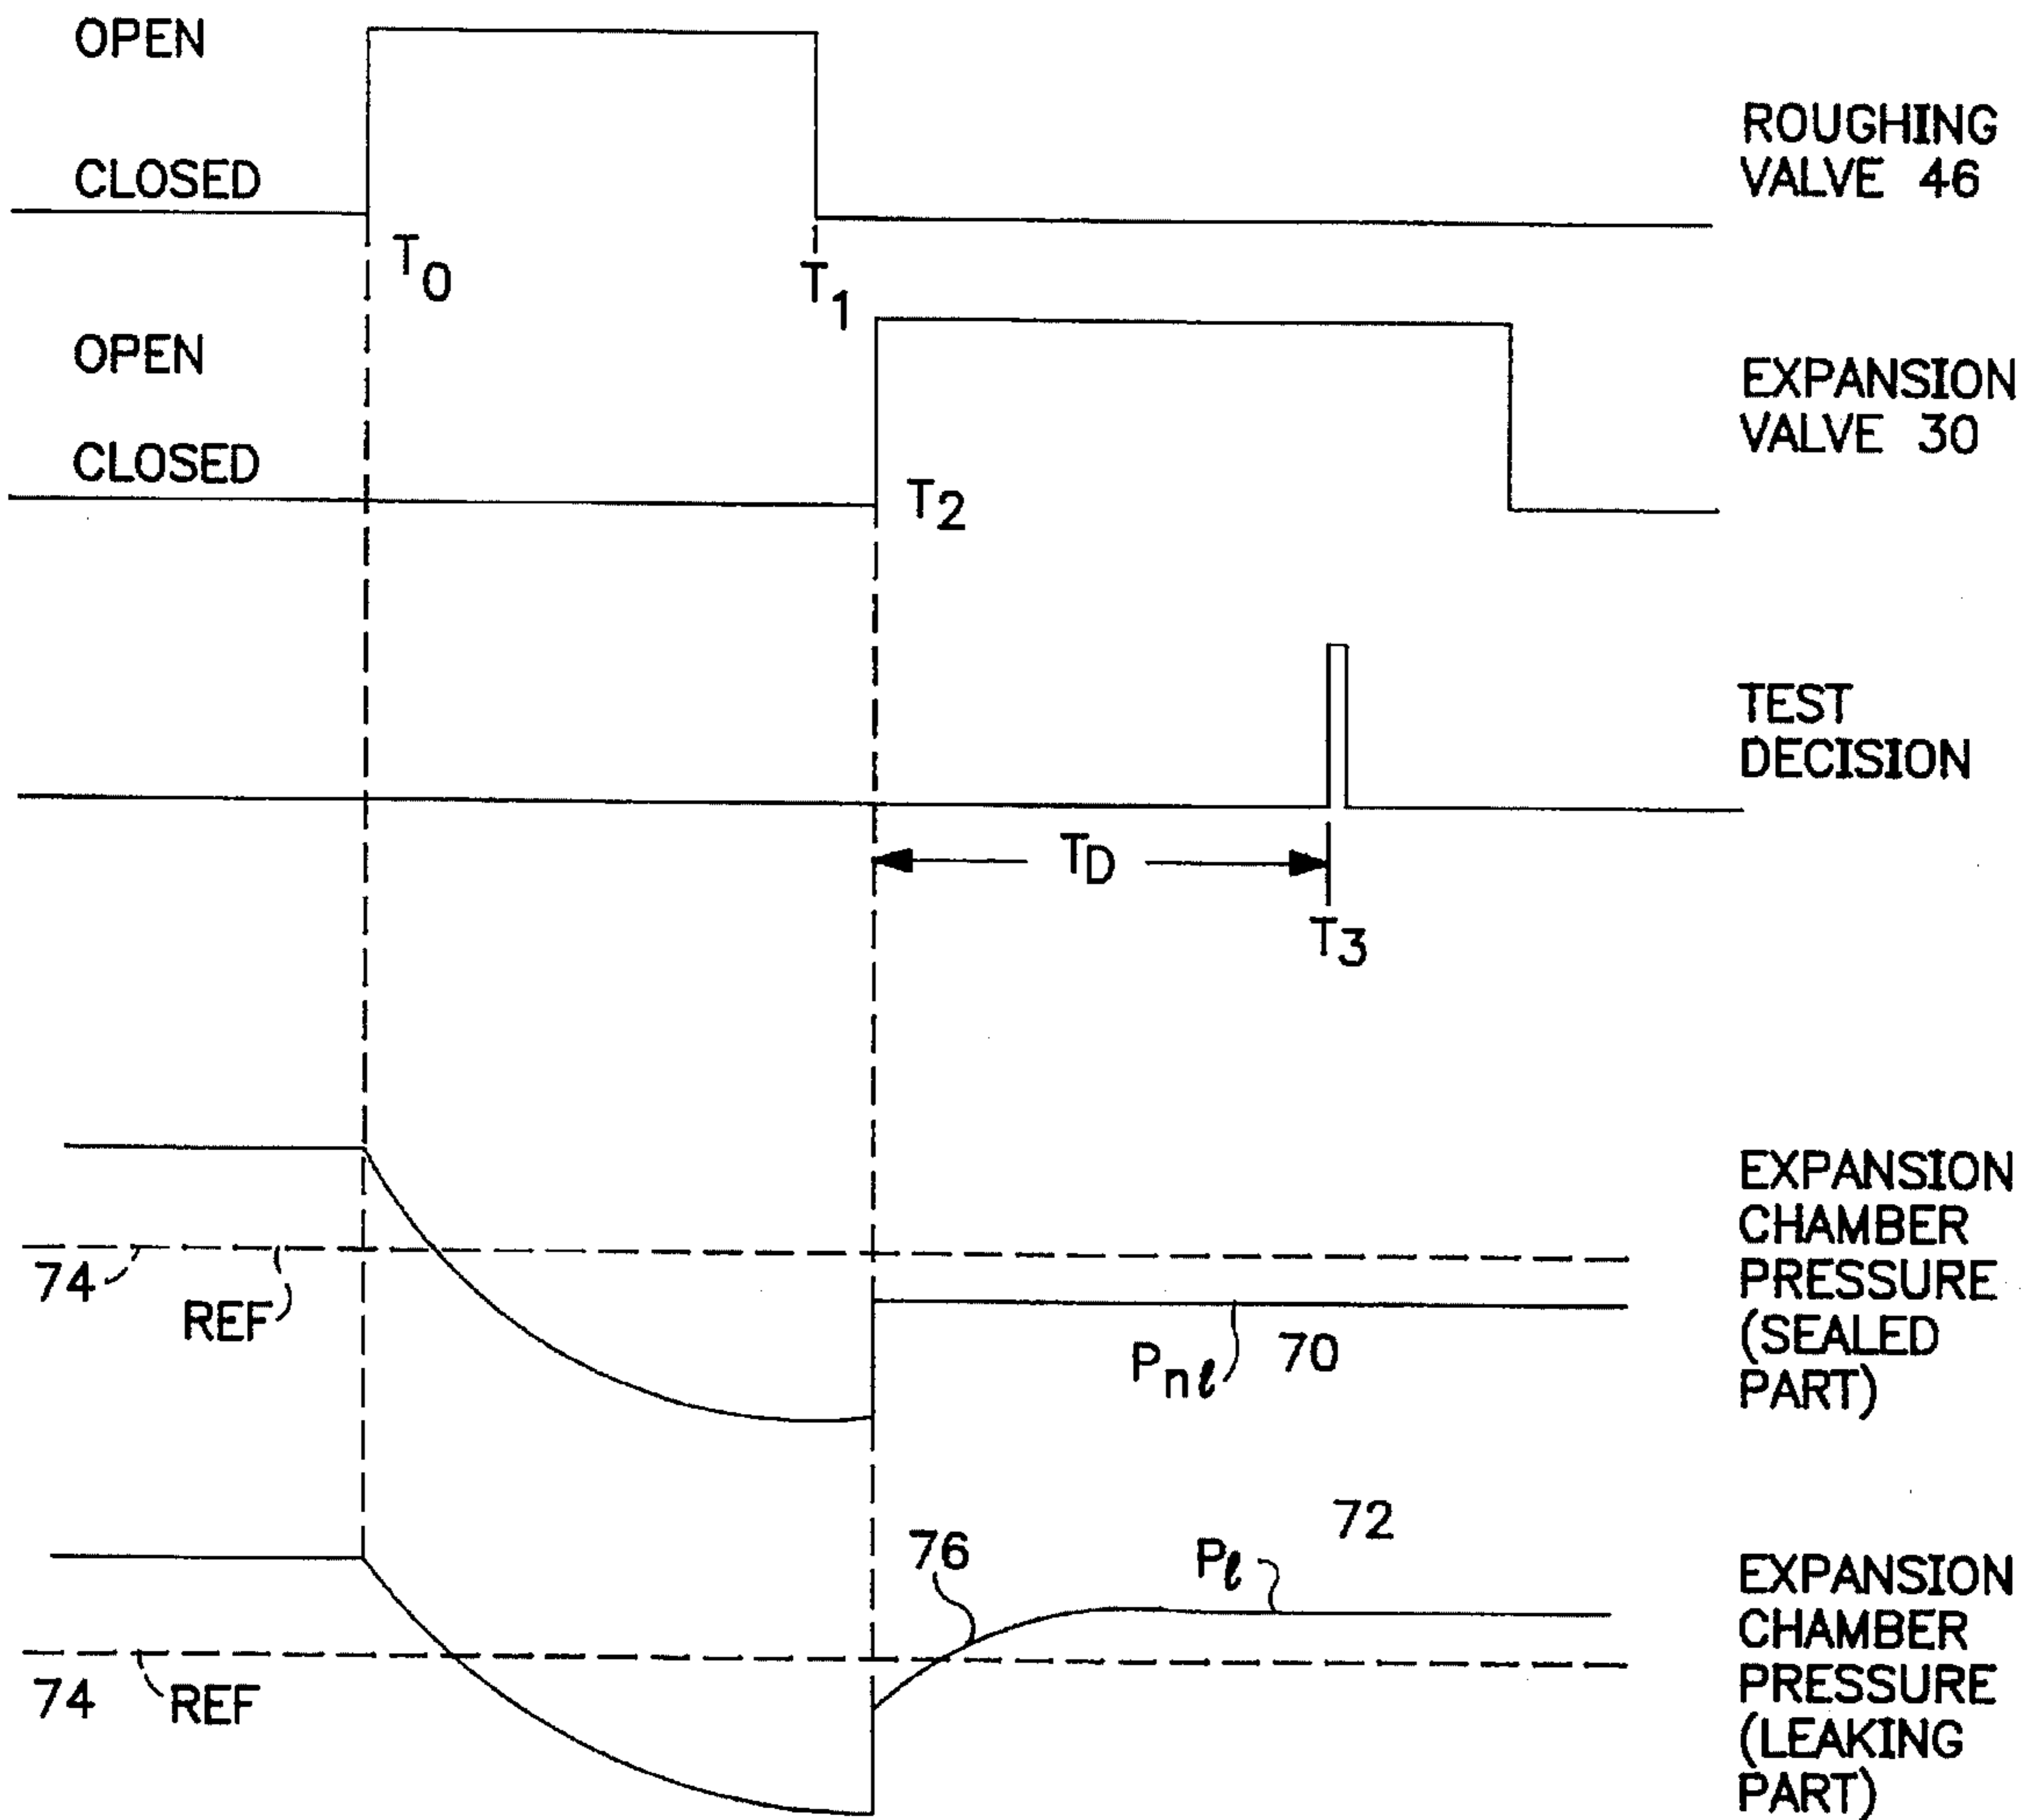 OPEN
CLOSED
T0
T1
ROUGHING
VALVE 46
OPEN
CLOSED
T2
EXPANSION
VALVE 30
TEST
DECISION
TD
T3
74
REF
Pnℓ
70
EXPANSION
CHAMBER
PRESSURE
(SEALED
PART)
74
REF
76
Pℓ
72
EXPANSION
CHAMBER
PRESSURE
(LEAKING
PART)